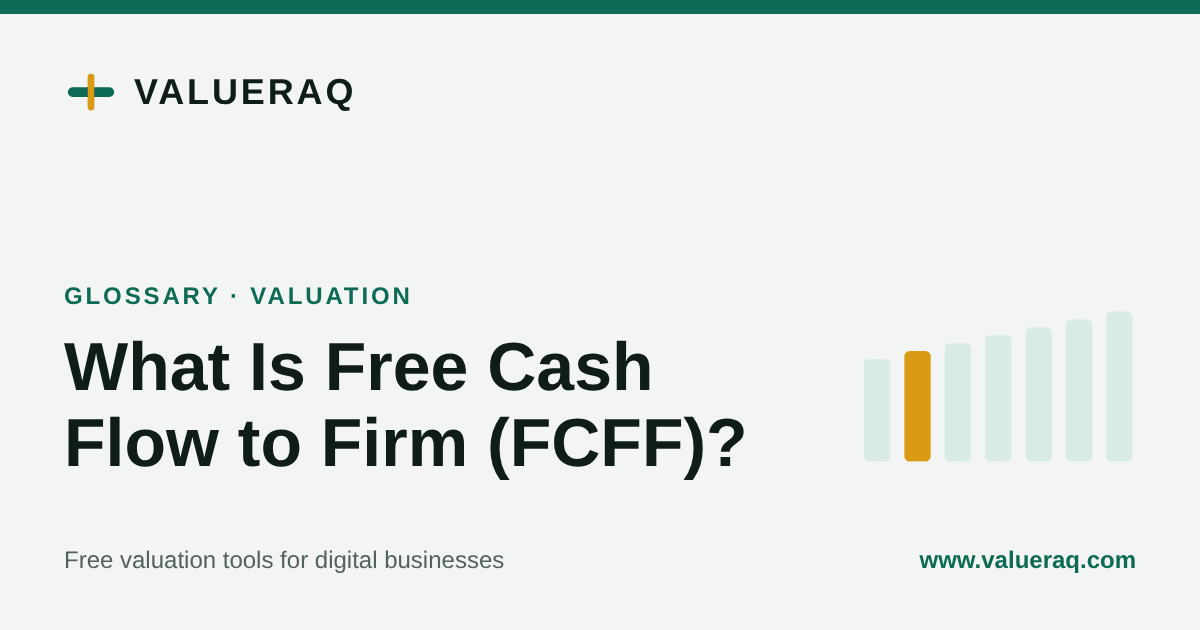 VALUERAQ
GLOSSARY · VALUATION
What Is Free Cash
Flow to Firm (FCFF)?
Free valuation tools for digital businesses
www.valueraq.com